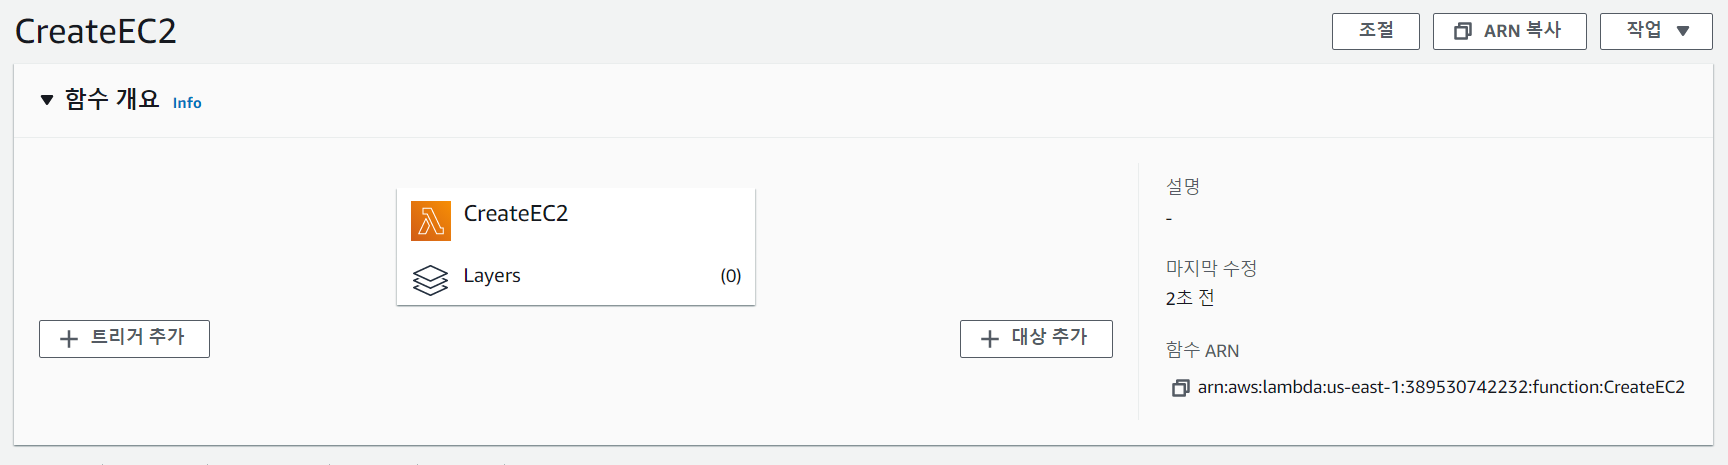 CreateEC2
조절
ARN 복사
작업
함수 개요 Info
CreateEC2
Layers (0)
트리거 추가
대상 추가
설명
-
마지막 수정
2초 전
함수 ARN
arn:aws:lambda:us-east-1:389530742232:function:CreateEC2